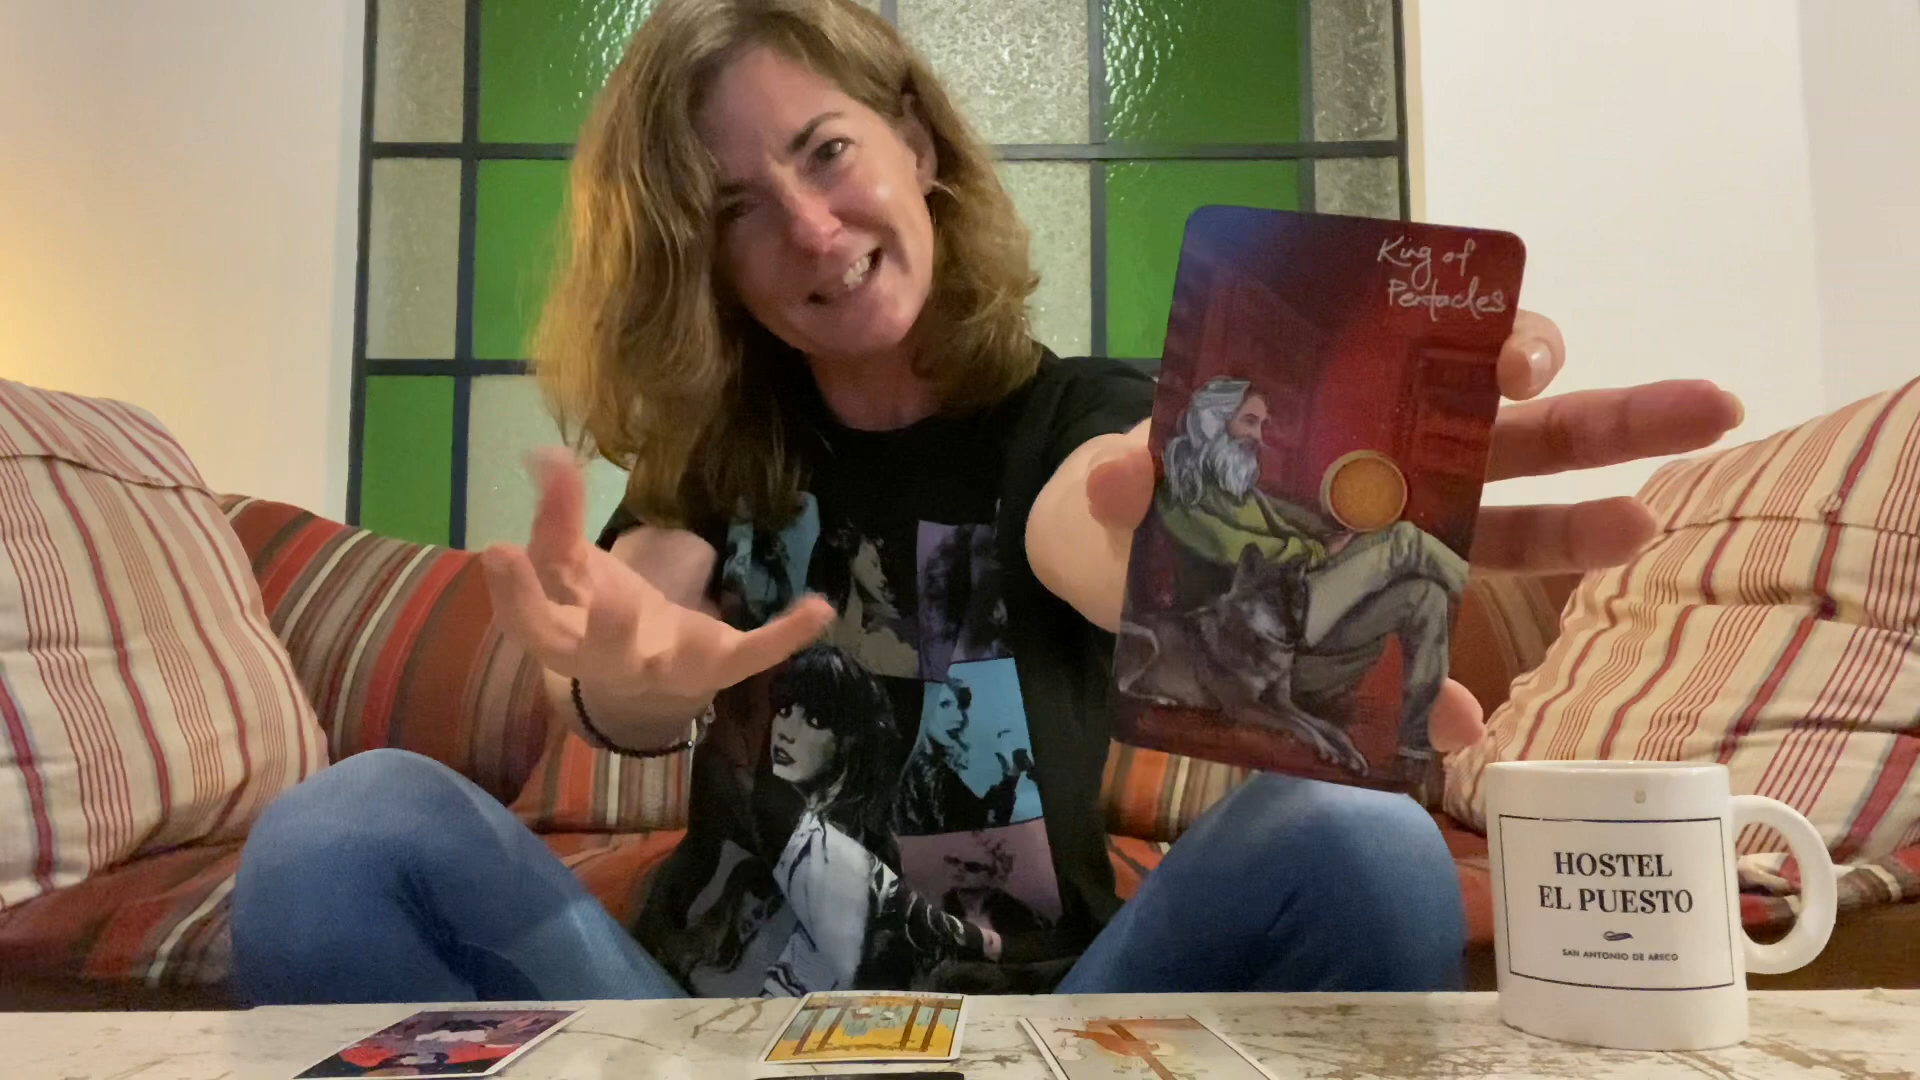 King of
Pentacles
HOSTEL
EL PUESTO
SAN ANTONIO DE ARECO